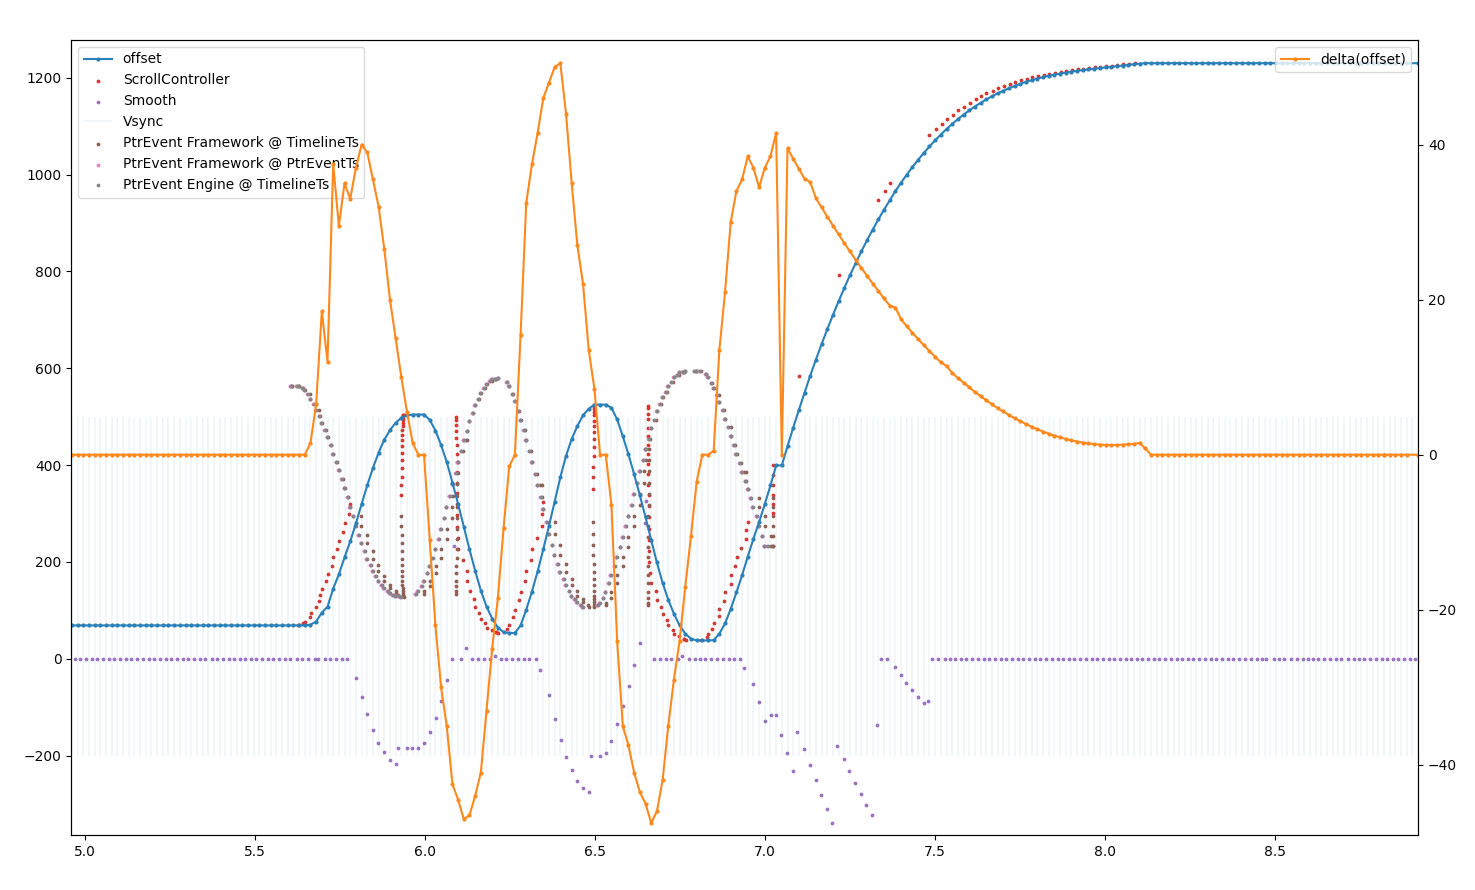 offset
ScrollController
Smooth
Vsync
PtrEvent Framework @ TimelineTs
PtrEvent Framework @ PtrEventTs
PtrEvent Engine @ TimelineTs
delta(offset)
1200
1000
800
600
400
200
0
−200
40
20
0
−20
−40
5.0 5.5 6.0 6.5 7.0 7.5 8.0 8.5